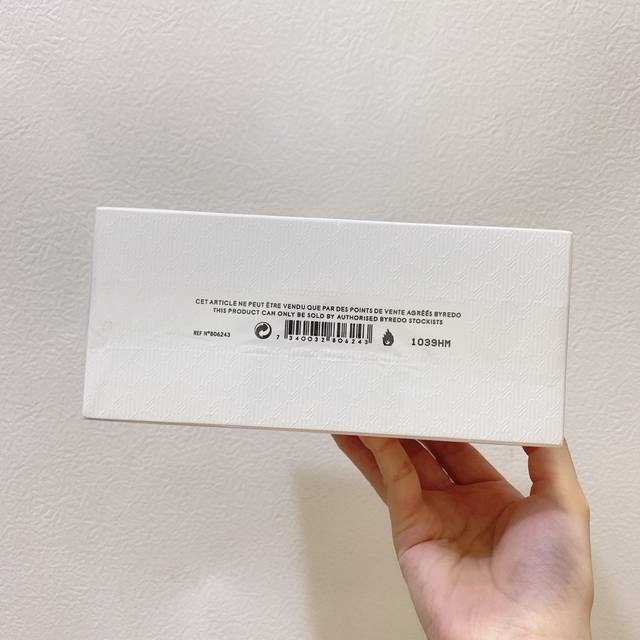 CET ARTICLE NE PEUT ÊTRE VENDU QUE PAR DES POINTS DE VENTE AGRÉÉS BYREDO
THIS PRODUCT CAN ONLY BE SOLD BY AUTHORISED BYREDO STOCKISTS
REF N°806243
7 340032 806243
1039HM